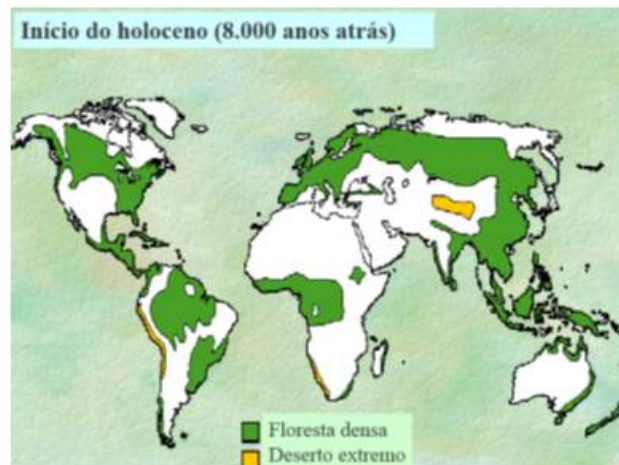 Início do holoceno (8.000 anos atrás)
Floresta densa
Deserto extremo